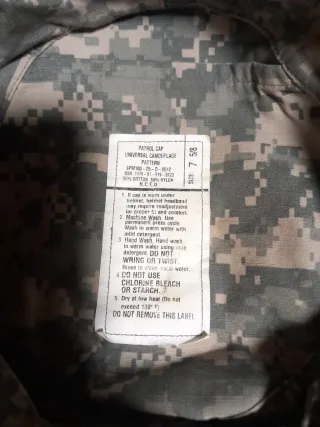 PATROL CAP
UNIVERSAL CAMOUFLAGE
PATTERN
50% COTTON 50% NYLON
SIZE: 7 5/8
1. If cap is worn under
helmet, helmet headband
may require readjustment
for proper fit and comfort.
2. Machine Wash. Use
permanent press cycle
Wash in warm water with
mild detergent.
3. Hand Wash. Hand wash
in warm water using mild
detergent. DO NOT
WRING OR TWIST.
Rinse in clean warm water.
4. DO NOT USE
CHLORINE BLEACH
OR STARCH.
5. Dry at low heat (Do not
exceed 130° F)
DO NOT REMOVE THIS LABEL